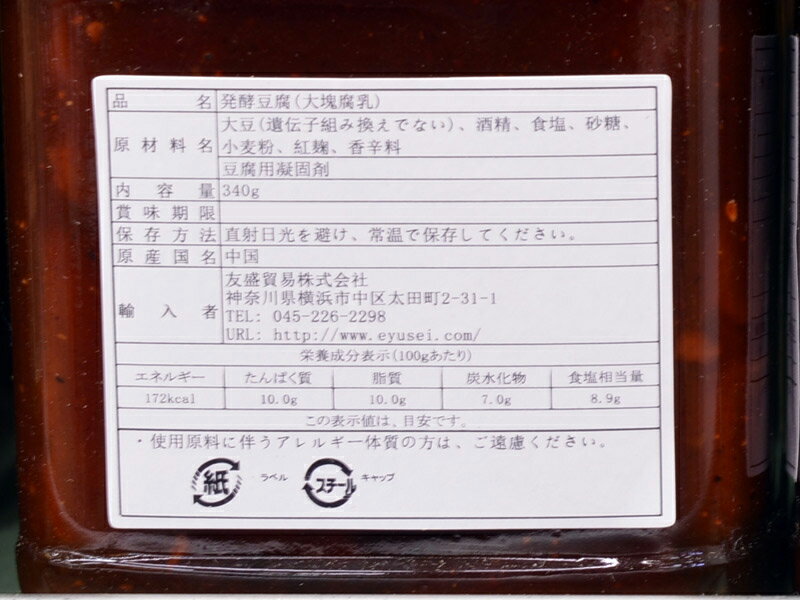 品名 発酵豆腐(大塊腐乳)
原材料名 大豆(遺伝子組み換えでない)、酒精、食塩、砂糖、
小麦粉、紅麹、香辛料
豆腐用凝固剤
内容量 340g
賞味期限
保存方法 直射日光を避け、常温で保存してください。
原産国名 中国
輸入者 友盛貿易株式会社
神奈川県横浜市中区太田町2-31-1
TEL: 045-226-2298
URL: http://www.eyusei.com/
栄養成分表示(100gあたり)
エネルギー たんぱく質 脂質 炭水化物 食塩相当量
172kcal 10.0g 10.0g 7.0g 8.9g
この表示値は、目安です。
・使用原料に伴うアレルギー体質の方は、ご遠慮ください。
紙 ラベル スチール キャップ